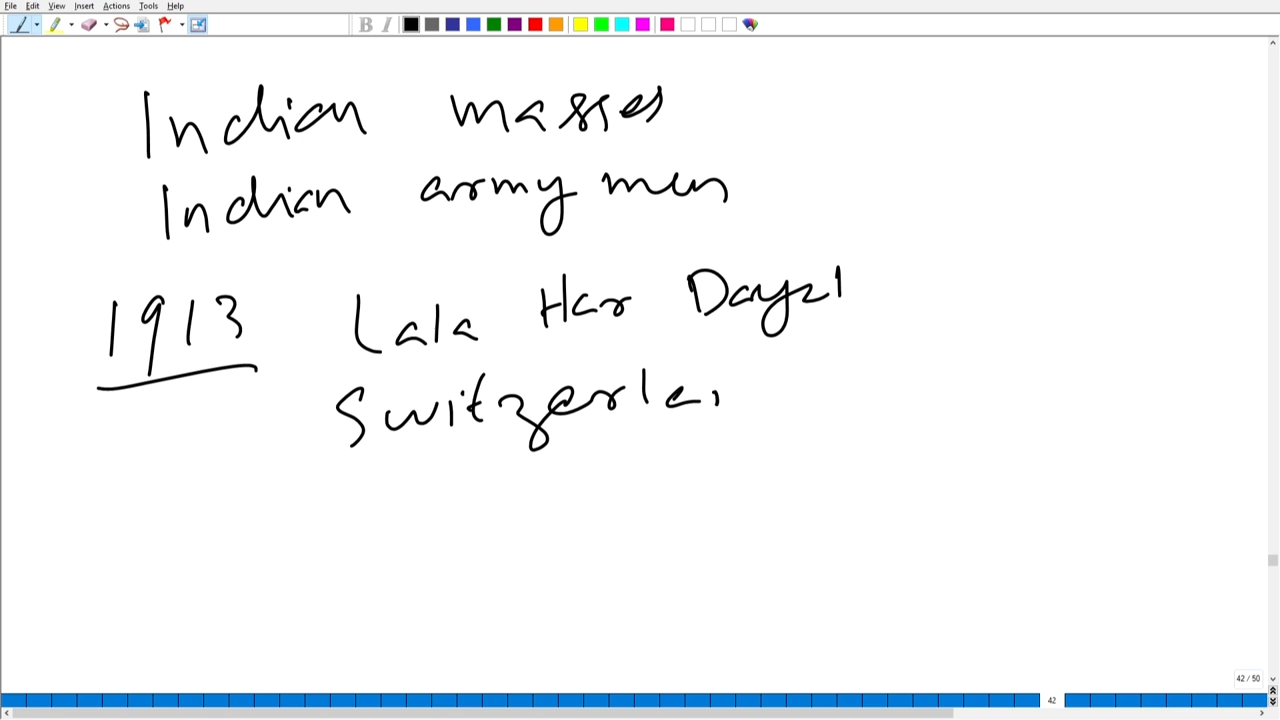 File Edit View Insert Actions Tools Help
B I
Indian masses
Indian army men
1913 Lala Har Dayal
Switzerla
42 / 50
42